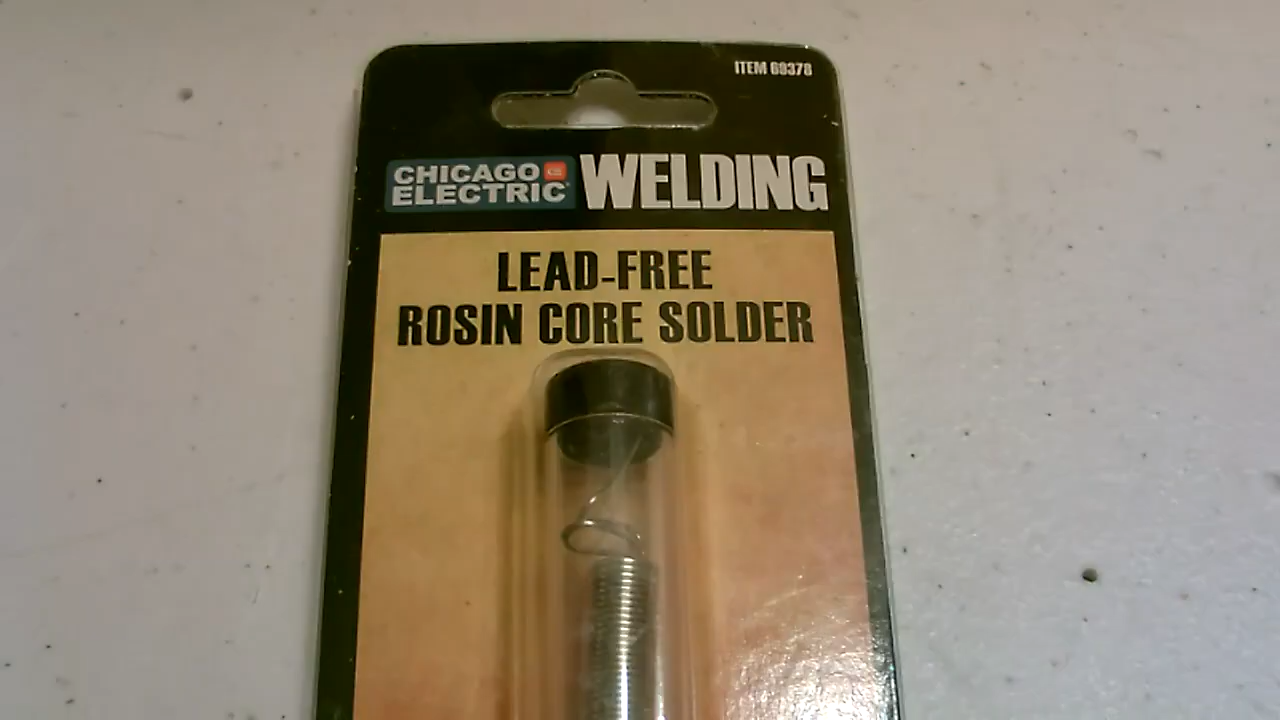 ITEM 69378
CHICAGO ELECTRIC WELDING
LEAD-FREE
ROSIN CORE SOLDER